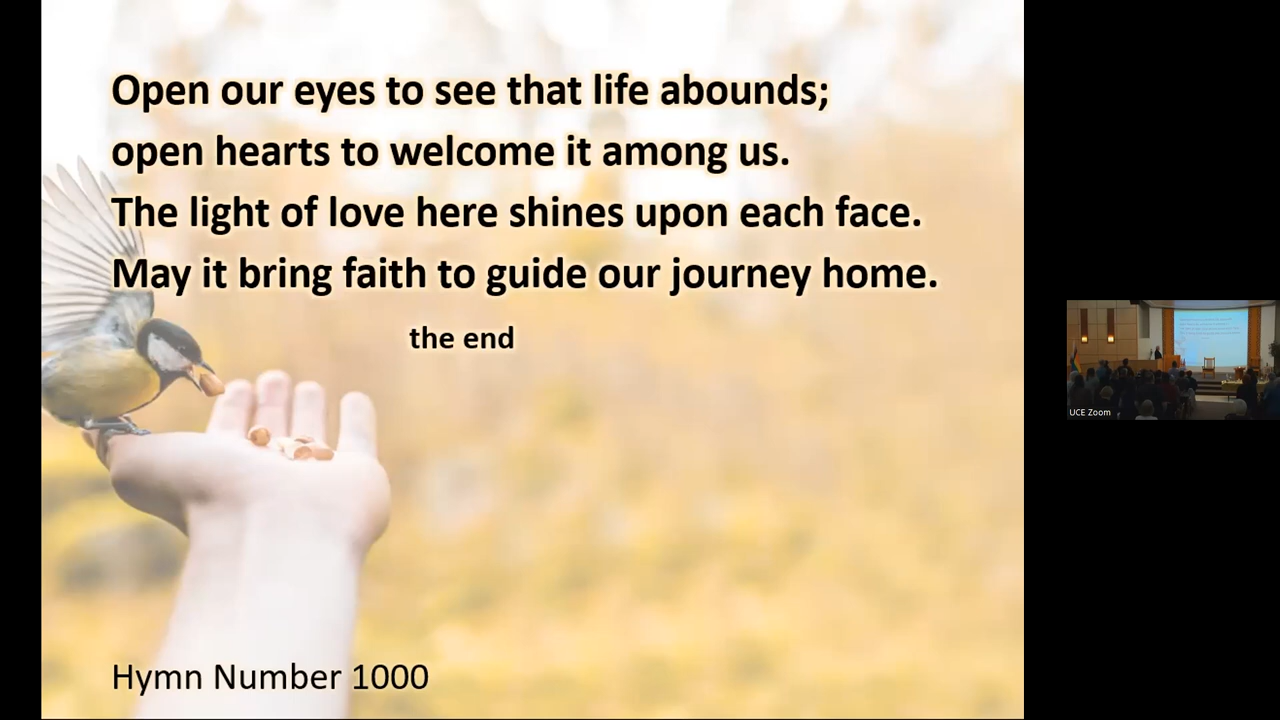 Open our eyes to see that life abounds;
open hearts to welcome it among us.
The light of love here shines upon each face.
May it bring faith to guide our journey home.
the end
Hymn Number 1000
UCE Zoom